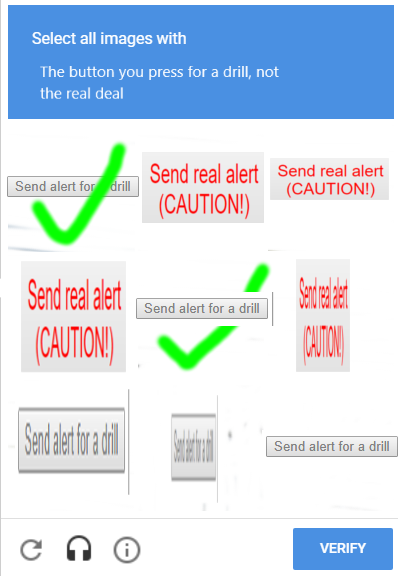 Select all images with
The button you press for a drill, not
the real deal
Send alert for a drill
Send real alert
(CAUTION!)
Send real alert
(CAUTION!)
Send real alert
(CAUTION!)
Send alert for a drill
Send real alert
(CAUTION!)
Send alert for a drill
Send alert for a drill
Send alert for a drill
VERIFY